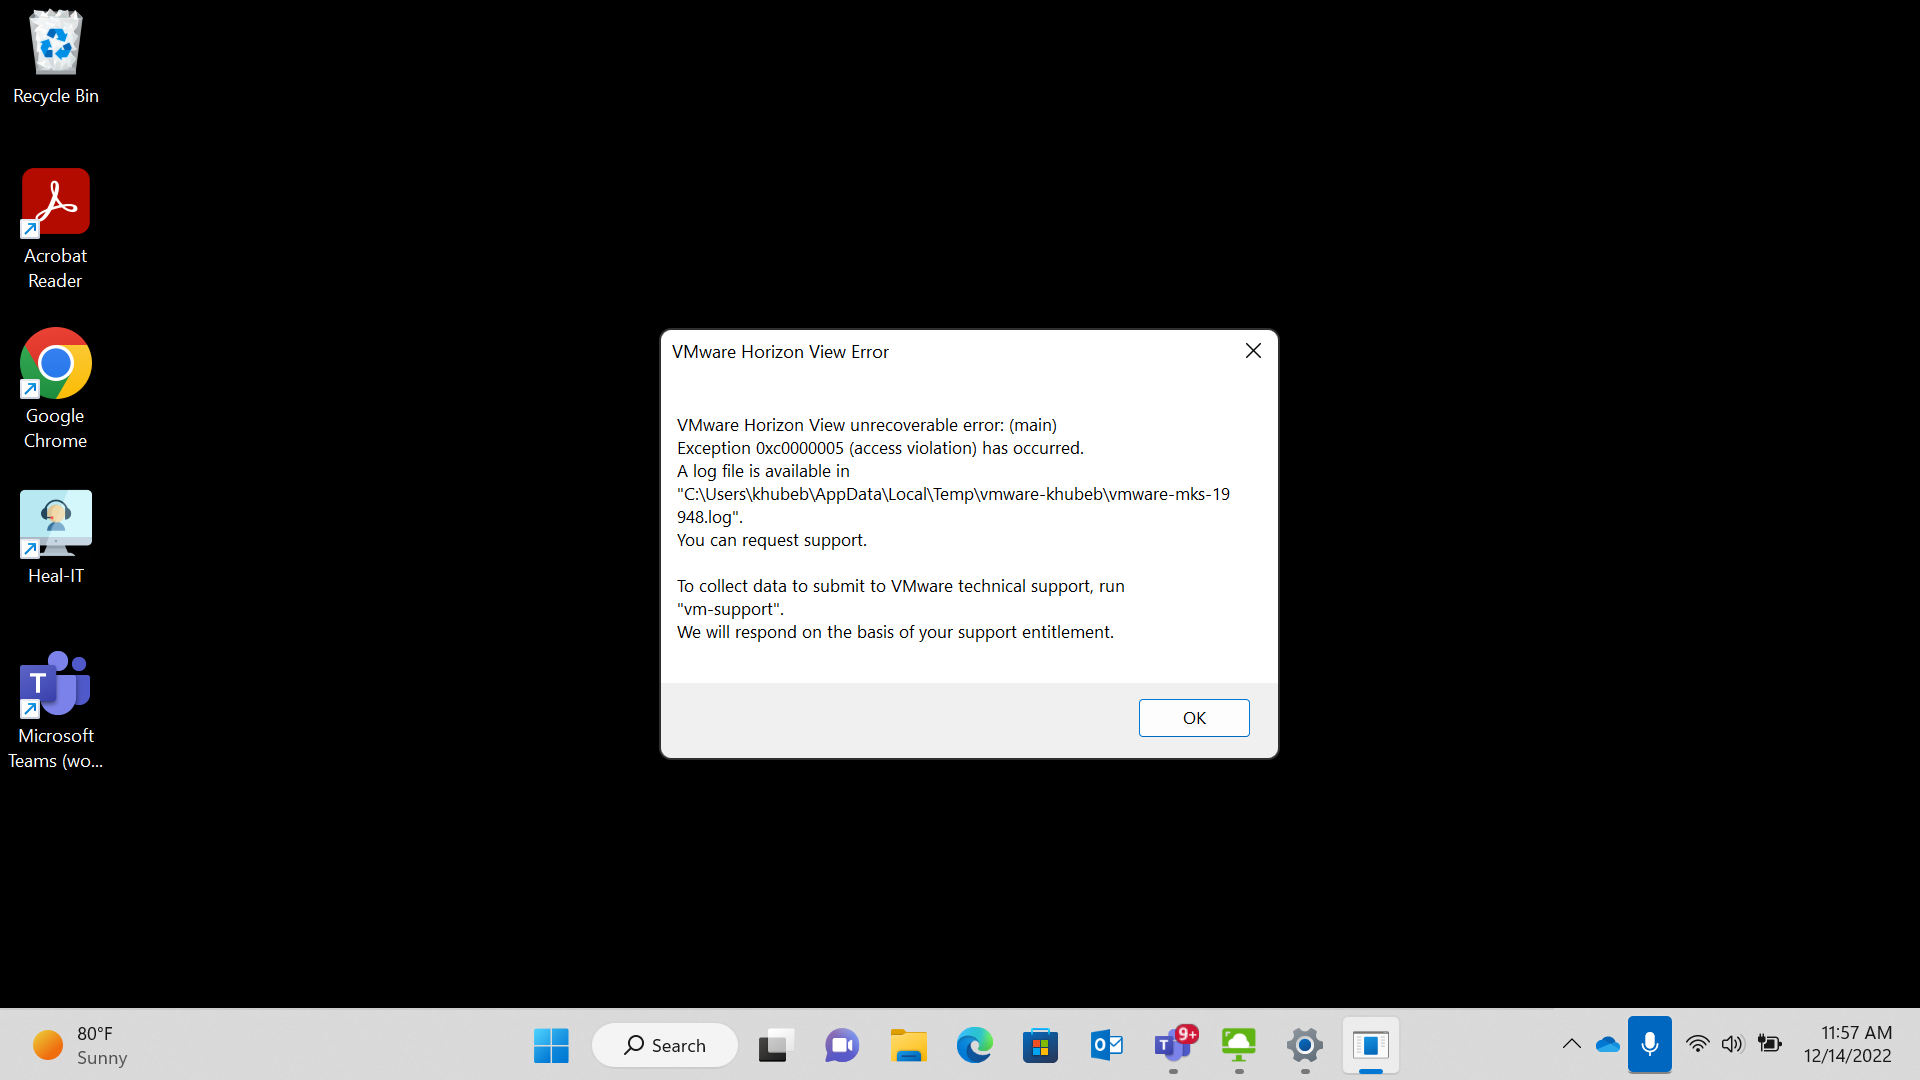 Recycle Bin
Acrobat
Reader
Google
Chrome
Heal-IT
T
Microsoft
Teams (wo...
VMware Horizon View Error
VMware Horizon View unrecoverable error: (main)
Exception 0xc0000005 (access violation) has occurred.
A log file is available in
"C:\Users\khubeb\AppData\Local\Temp\vmware-khubeb\vmware-mks-19
948.log".
You can request support.
To collect data to submit to VMware technical support, run
"vm-support".
We will respond on the basis of your support entitlement.
OK
80°F
Sunny
Search
O
T
9+
11:57 AM
12/14/2022